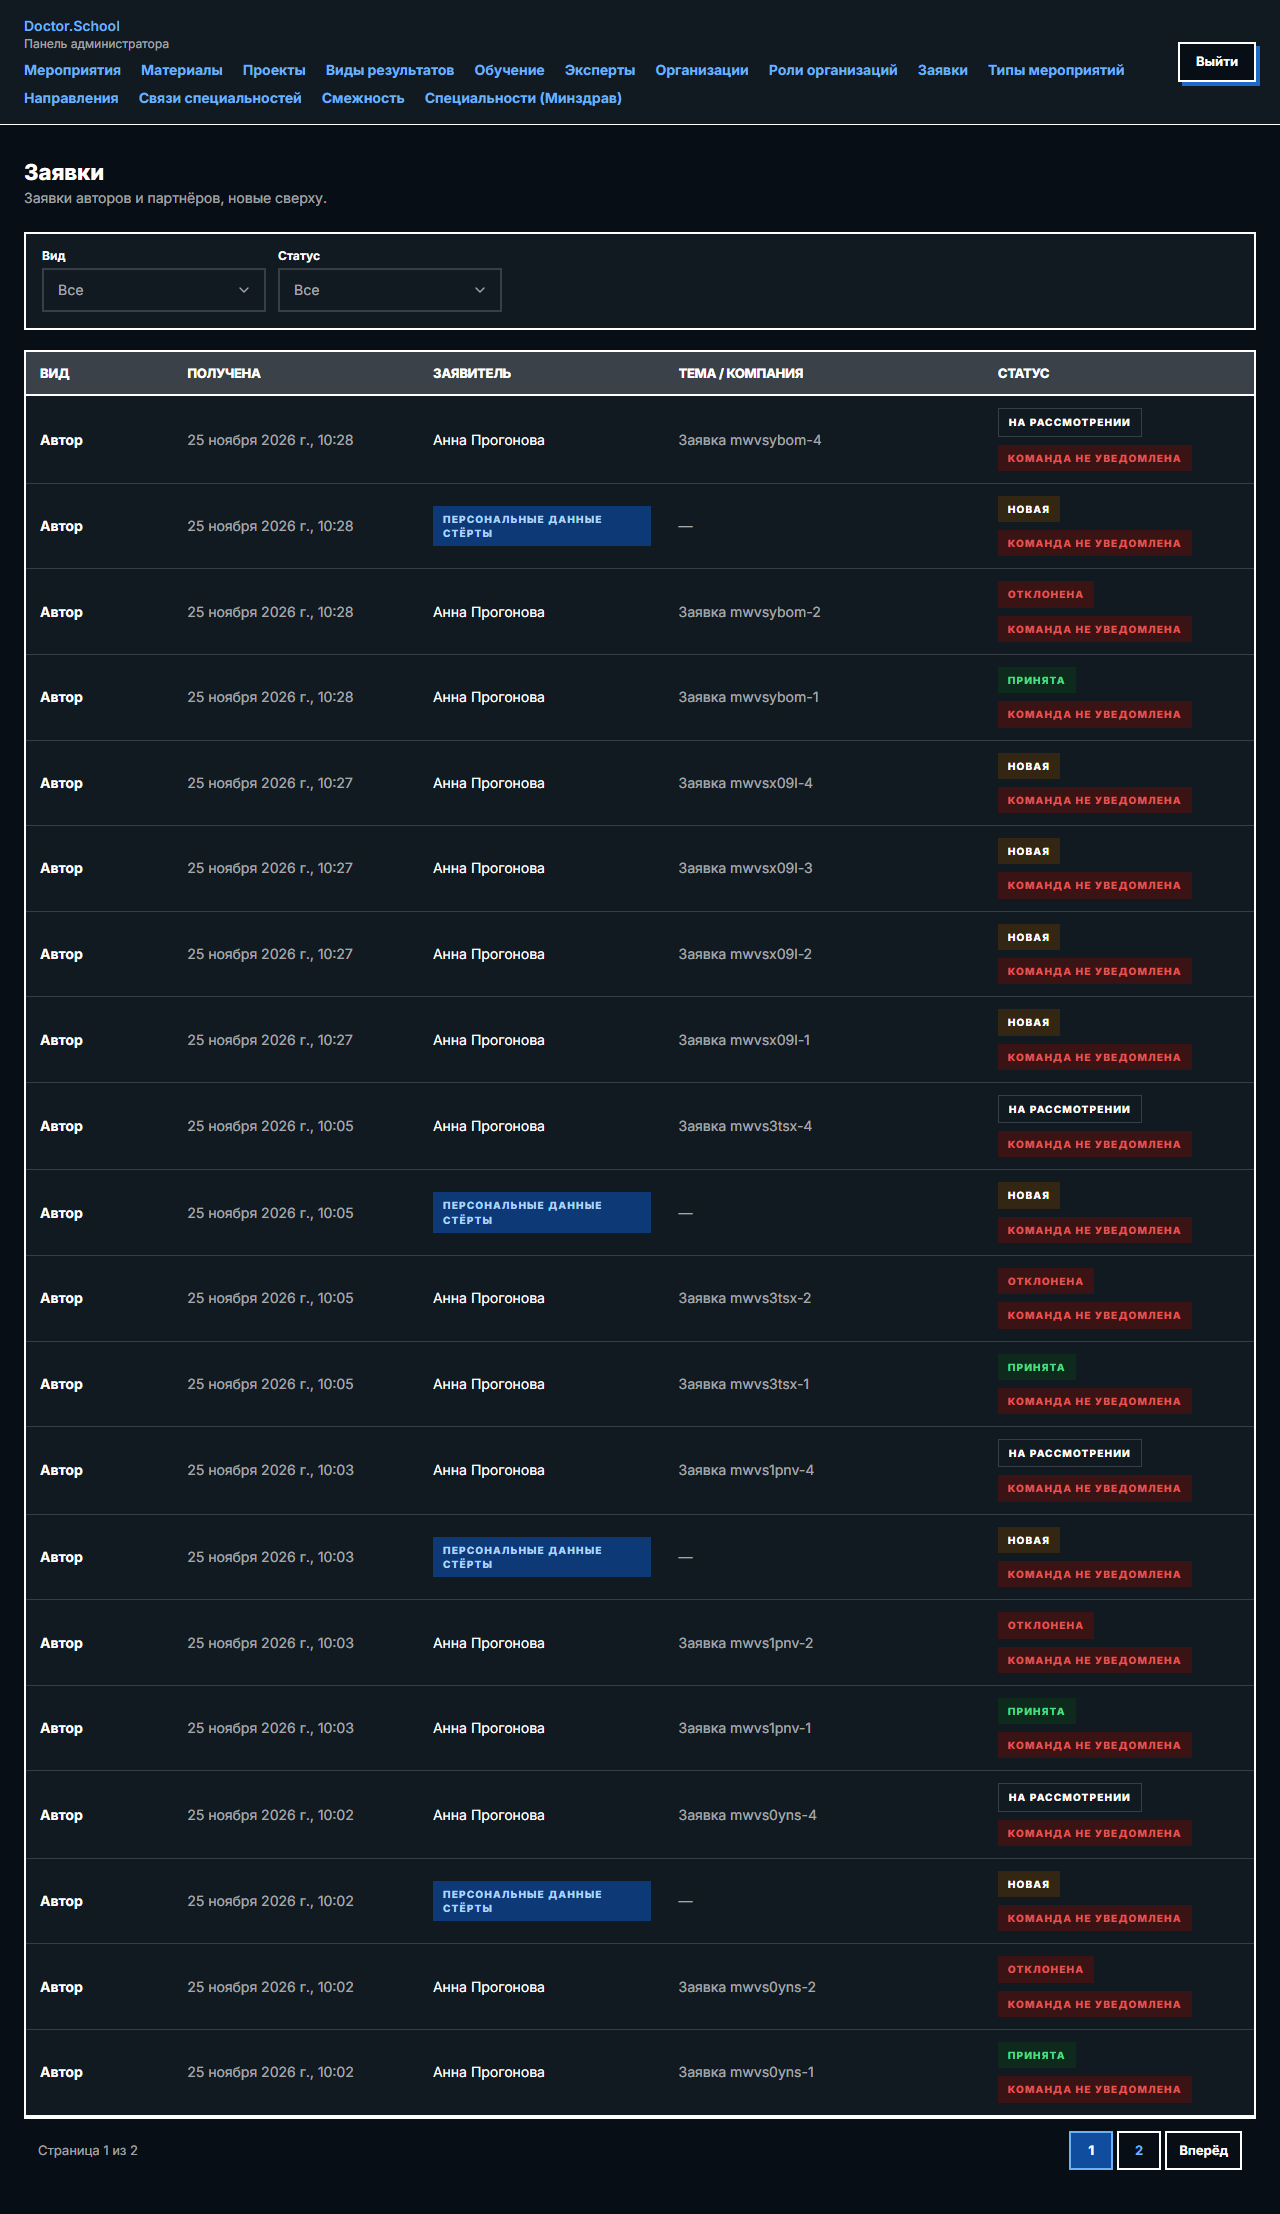 Doctor.School
Панель администратора
Мероприятия Материалы Проекты Виды результатов Обучение Эксперты Организации Роли организаций Заявки Типы мероприятий
Направления Связи специальностей Смежность Специальности (Минздрав)
Выйти
Заявки
Заявки авторов и партнёров, новые сверху.
Вид Статус
Все Все
ВИД ПОЛУЧЕНА ЗАЯВИТЕЛЬ ТЕМА / КОМПАНИЯ СТАТУС
Автор 25 ноября 2026 г., 10:28 Анна Прогонова Заявка mwvsybom-4 НА РАССМОТРЕНИИ
КОМАНДА НЕ УВЕДОМЛЕНА
Автор 25 ноября 2026 г., 10:28 ПЕРСОНАЛЬНЫЕ ДАННЫЕ СТЁРТЫ — НОВАЯ
КОМАНДА НЕ УВЕДОМЛЕНА
Автор 25 ноября 2026 г., 10:28 Анна Прогонова Заявка mwvsybom-2 ОТКЛОНЕНА
КОМАНДА НЕ УВЕДОМЛЕНА
Автор 25 ноября 2026 г., 10:28 Анна Прогонова Заявка mwvsybom-1 ПРИНЯТА
КОМАНДА НЕ УВЕДОМЛЕНА
Автор 25 ноября 2026 г., 10:27 Анна Прогонова Заявка mwvsx09l-4 НОВАЯ
КОМАНДА НЕ УВЕДОМЛЕНА
Автор 25 ноября 2026 г., 10:27 Анна Прогонова Заявка mwvsx09l-3 НОВАЯ
КОМАНДА НЕ УВЕДОМЛЕНА
Автор 25 ноября 2026 г., 10:27 Анна Прогонова Заявка mwvsx09l-2 НОВАЯ
КОМАНДА НЕ УВЕДОМЛЕНА
Автор 25 ноября 2026 г., 10:27 Анна Прогонова Заявка mwvsx09l-1 НОВАЯ
КОМАНДА НЕ УВЕДОМЛЕНА
Автор 25 ноября 2026 г., 10:05 Анна Прогонова Заявка mwvs3tsx-4 НА РАССМОТРЕНИИ
КОМАНДА НЕ УВЕДОМЛЕНА
Автор 25 ноября 2026 г., 10:05 ПЕРСОНАЛЬНЫЕ ДАННЫЕ СТЁРТЫ — НОВАЯ
КОМАНДА НЕ УВЕДОМЛЕНА
Автор 25 ноября 2026 г., 10:05 Анна Прогонова Заявка mwvs3tsx-2 ОТКЛОНЕНА
КОМАНДА НЕ УВЕДОМЛЕНА
Автор 25 ноября 2026 г., 10:05 Анна Прогонова Заявка mwvs3tsx-1 ПРИНЯТА
КОМАНДА НЕ УВЕДОМЛЕНА
Автор 25 ноября 2026 г., 10:03 Анна Прогонова Заявка mwvs1pnv-4 НА РАССМОТРЕНИИ
КОМАНДА НЕ УВЕДОМЛЕНА
Автор 25 ноября 2026 г., 10:03 ПЕРСОНАЛЬНЫЕ ДАННЫЕ СТЁРТЫ — НОВАЯ
КОМАНДА НЕ УВЕДОМЛЕНА
Автор 25 ноября 2026 г., 10:03 Анна Прогонова Заявка mwvs1pnv-2 ОТКЛОНЕНА
КОМАНДА НЕ УВЕДОМЛЕНА
Автор 25 ноября 2026 г., 10:03 Анна Прогонова Заявка mwvs1pnv-1 ПРИНЯТА
КОМАНДА НЕ УВЕДОМЛЕНА
Автор 25 ноября 2026 г., 10:02 Анна Прогонова Заявка mwvs0yns-4 НА РАССМОТРЕНИИ
КОМАНДА НЕ УВЕДОМЛЕНА
Автор 25 ноября 2026 г., 10:02 ПЕРСОНАЛЬНЫЕ ДАННЫЕ СТЁРТЫ — НОВАЯ
КОМАНДА НЕ УВЕДОМЛЕНА
Автор 25 ноября 2026 г., 10:02 Анна Прогонова Заявка mwvs0yns-2 ОТКЛОНЕНА
КОМАНДА НЕ УВЕДОМЛЕНА
Автор 25 ноября 2026 г., 10:02 Анна Прогонова Заявка mwvs0yns-1 ПРИНЯТА
КОМАНДА НЕ УВЕДОМЛЕНА
Страница 1 из 2 1 2 Вперёд